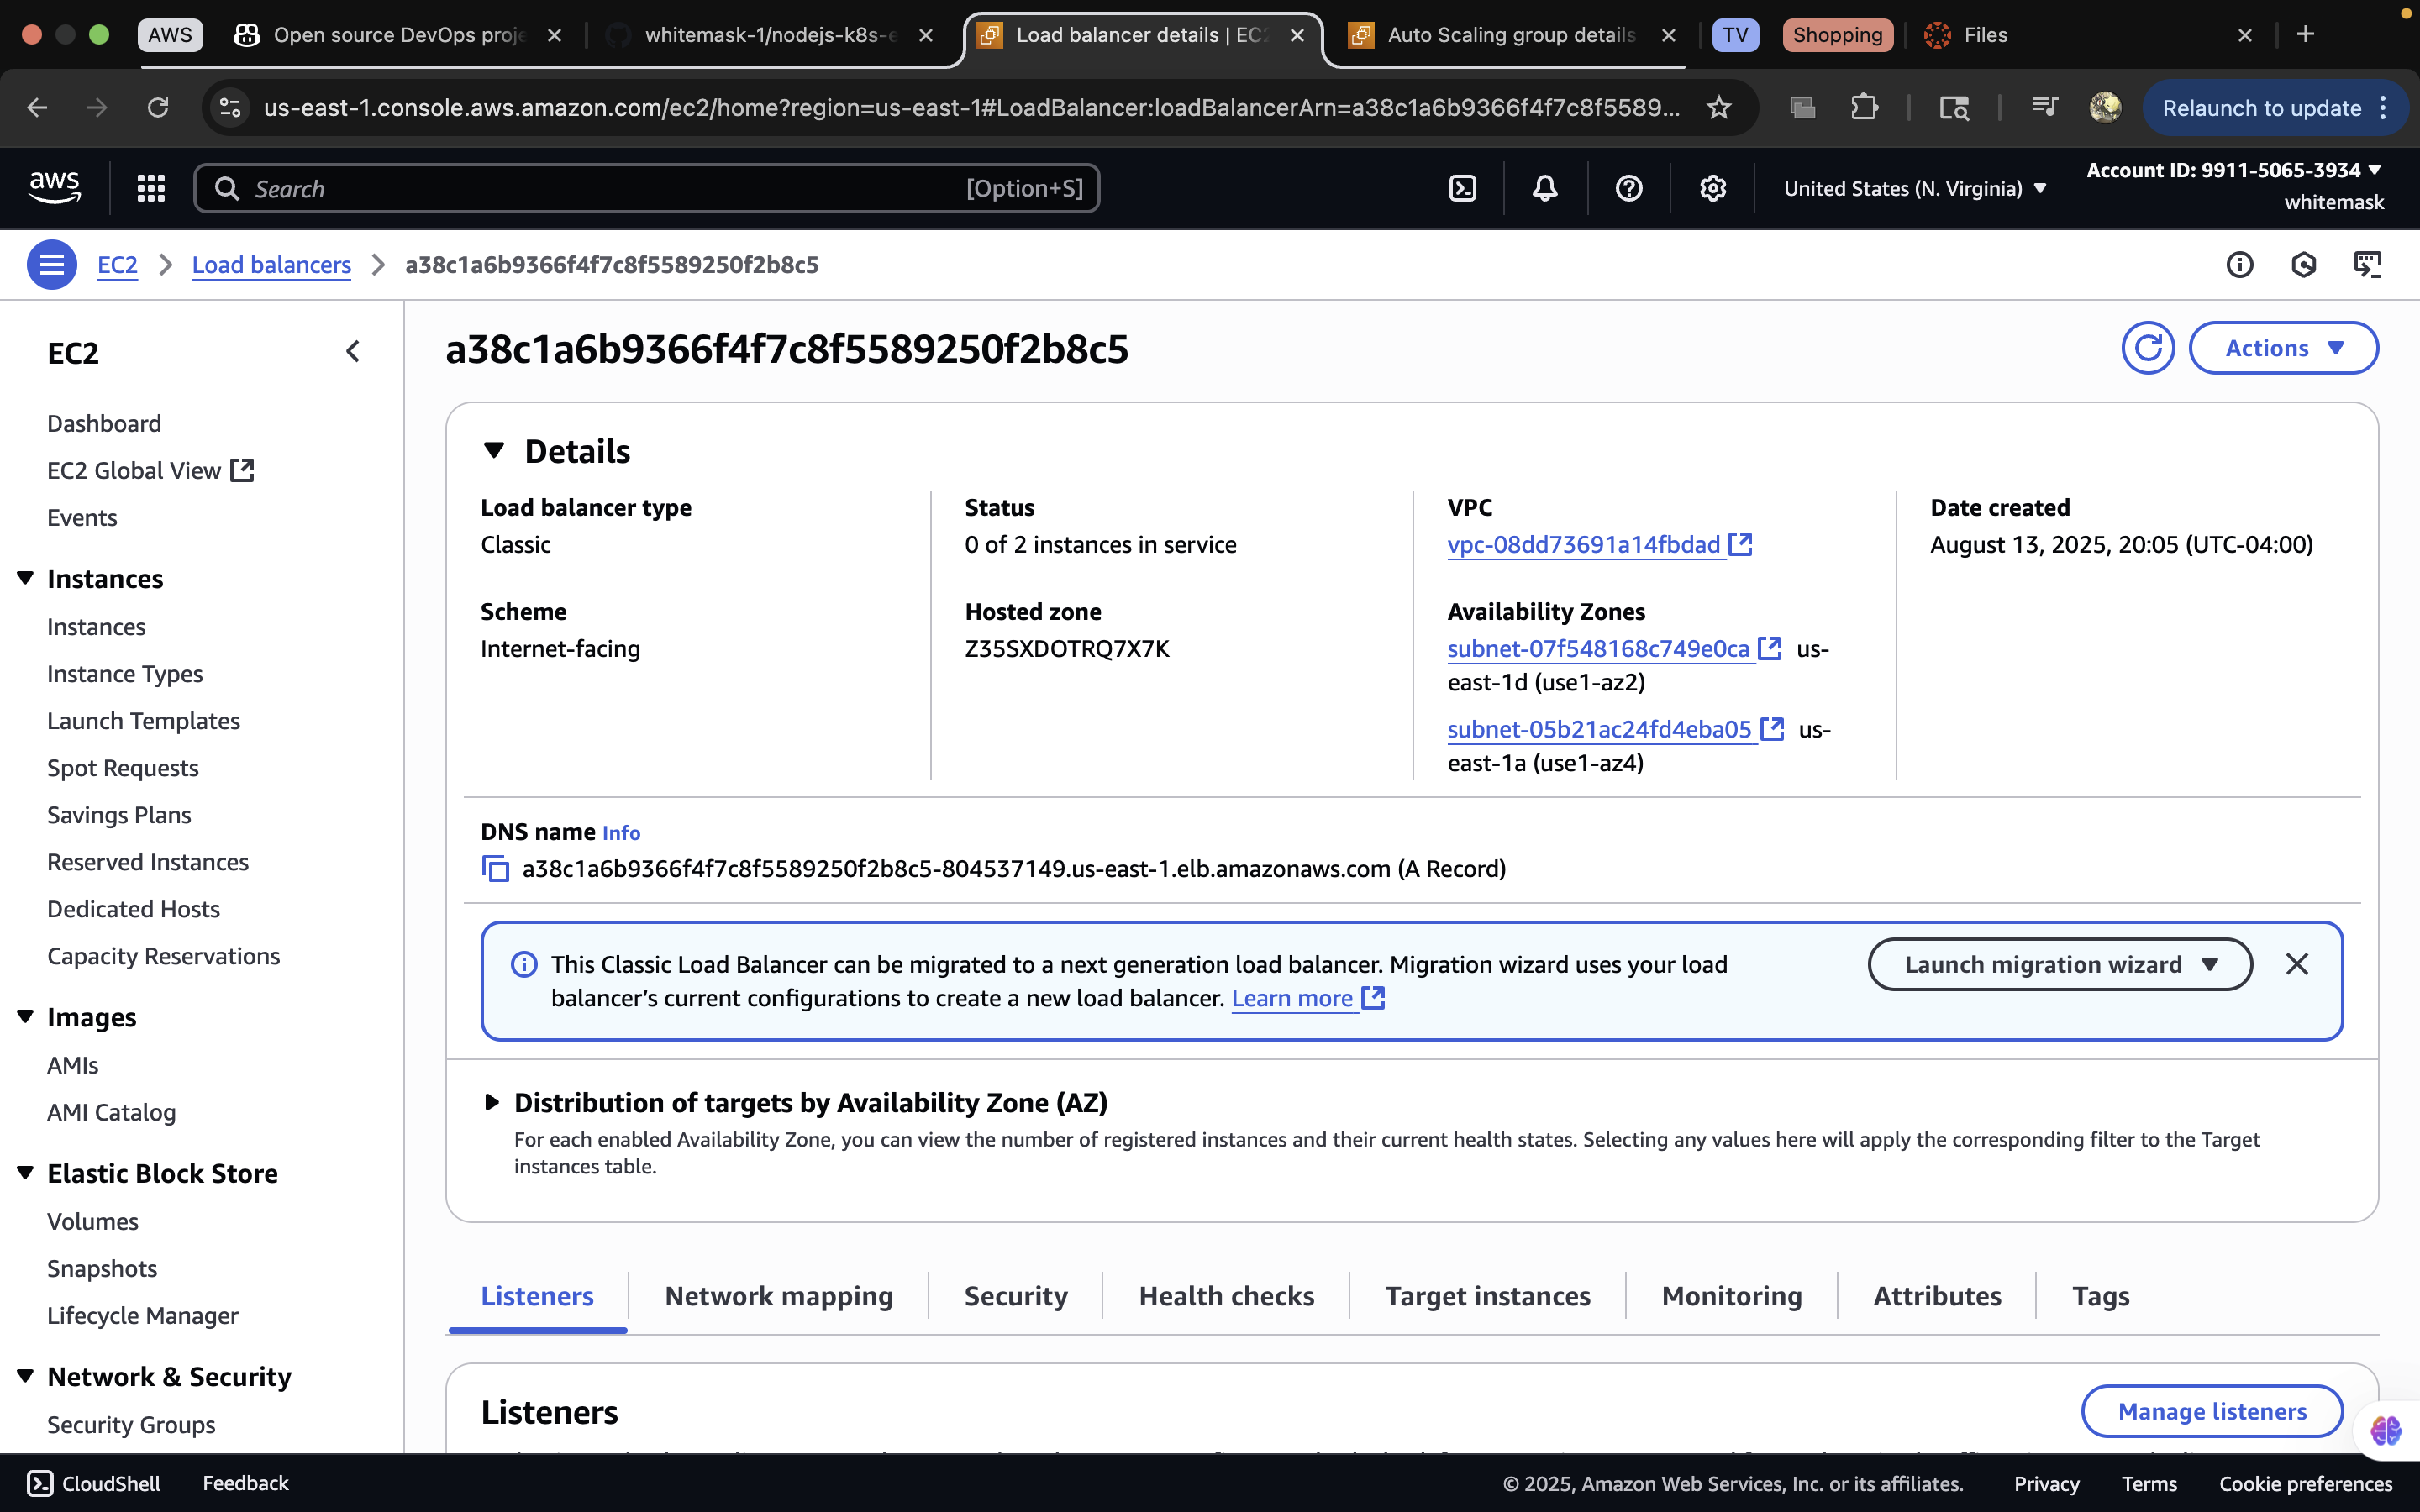 AWS
Open source DevOps proje
whitemask-1/nodejs-k8s-e
Load balancer details | EC2
Auto Scaling group details
TV
Shopping
Files
us-east-1.console.aws.amazon.com/ec2/home?region=us-east-1#LoadBalancer:loadBalancerArn=a38c1a6b9366f4f7c8f5589...
Relaunch to update
aws
Search
[Option+S]
United States (N. Virginia)
Account ID: 9911-5065-3934
whitemask
EC2
Load balancers
a38c1a6b9366f4f7c8f5589250f2b8c5
EC2
Dashboard
EC2 Global View
Events
Instances
Instances
Instance Types
Launch Templates
Spot Requests
Savings Plans
Reserved Instances
Dedicated Hosts
Capacity Reservations
Images
AMIs
AMI Catalog
Elastic Block Store
Volumes
Snapshots
Lifecycle Manager
Network & Security
Security Groups
a38c1a6b9366f4f7c8f5589250f2b8c5
Actions
Details
Load balancer type
Classic
Status
0 of 2 instances in service
VPC
vpc-08dd73691a14fbdad
Date created
August 13, 2025, 20:05 (UTC-04:00)
Scheme
Internet-facing
Hosted zone
Z35SXDOTRQ7X7K
Availability Zones
subnet-07f548168c749e0ca us-
east-1d (use1-az2)
subnet-05b21ac24fd4eba05 us-
east-1a (use1-az4)
DNS name Info
a38c1a6b9366f4f7c8f5589250f2b8c5-804537149.us-east-1.elb.amazonaws.com (A Record)
This Classic Load Balancer can be migrated to a next generation load balancer. Migration wizard uses your load
balancer's current configurations to create a new load balancer. Learn more
Launch migration wizard
Distribution of targets by Availability Zone (AZ)
For each enabled Availability Zone, you can view the number of registered instances and their current health states. Selecting any values here will apply the corresponding filter to the Target
instances table.
Listeners
Network mapping
Security
Health checks
Target instances
Monitoring
Attributes
Tags
Listeners
Manage listeners
CloudShell
Feedback
© 2025, Amazon Web Services, Inc. or its affiliates.
Privacy
Terms
Cookie preferences